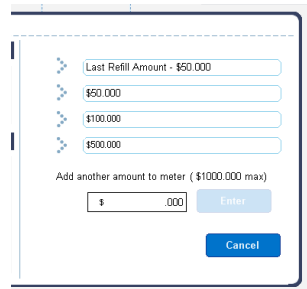 Last Refill Amount - $50.000
$50.000
$100.000
$500.000
Add another amount to meter ( $1000.000 max)
$ .000 Enter
Cancel